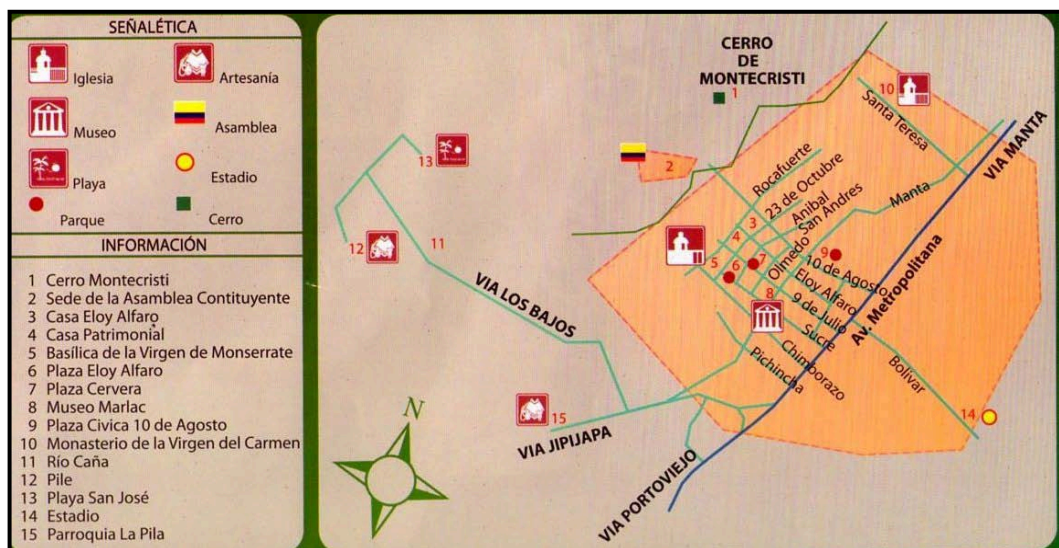 SEÑALÉTICA
Iglesia
Artesanía
Museo
Asamblea
Playa
Estadio
Parque
Cerro
INFORMACIÓN
1 Cerro Montecristi
2 Sede de la Asamblea Contituyente
3 Casa Eloy Alfaro
4 Casa Patrimonial
5 Basílica de la Virgen de Monserrate
6 Plaza Eloy Alfaro
7 Plaza Cervera
8 Museo Marlac
9 Plaza Civica 10 de Agosto
10 Monasterio de la Virgen del Carmen
11 Río Caña
12 Pile
13 Playa San José
14 Estadio
15 Parroquia La Pila
CERRO
DE
MONTECRISTI
1
10
Santa Teresa
VIA MANTA
13
2
Rocafuerte
23 de Octubre
Anibal
San Andres
Manta
3
4
5
6
7
Olmedo
9
10 de Agosto
12
11
8
Eloy Alfaro
9 de Julio
Av. Metropolitana
VIA LOS BAJOS
Sucre
Chimborazo
Pichincha
Bolivar
15
14
VIA JIPIJAPA
N
VIA PORTOVIEJO